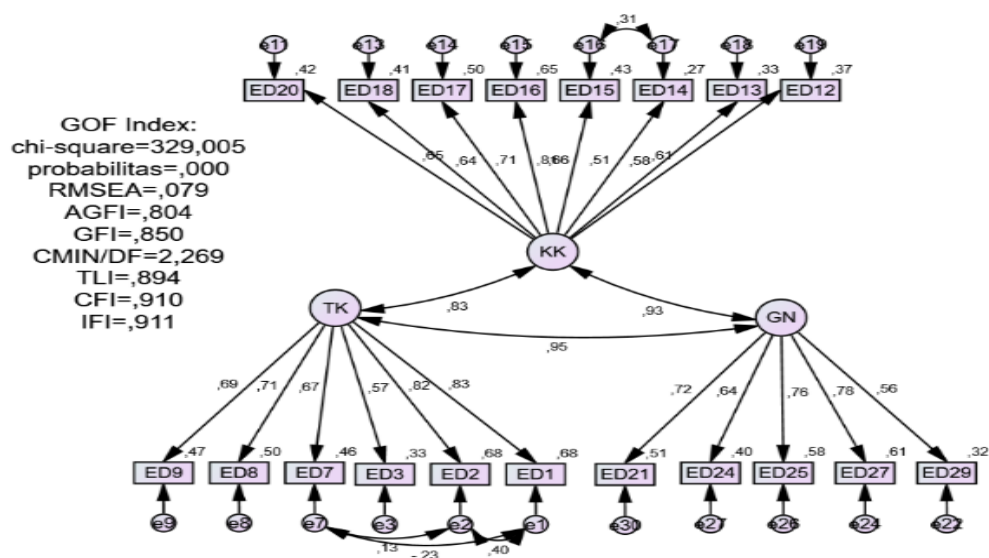 ,31
e11 e13 e14 e15 e16 e17 e18 e19
,42 ,41 ,50 ,65 ,43 ,27 ,33 ,37
ED20 ED18 ED17 ED16 ED15 ED14 ED13 ED12
GOF Index:
chi-square=329,005
probabilitas=,000
RMSEA=,079
AGFI=,804
GFI=,850
CMIN/DF=2,269
TLI=,894
CFI=,910
IFI=,911
,65 ,64 ,71 ,66 ,51 ,58 ,61
KK
TK
GN
,83 ,93
,95
,69 ,71 ,67 ,57 ,82 ,83 ,72 ,64 ,76 ,78 ,56
,47 ,50 ,46 ,33 ,68 ,68 ,51 ,40 ,58 ,61 ,32
ED9 ED8 ED7 ED3 ED2 ED1 ED21 ED24 ED25 ED27 ED29
e9 e8 e7 e3 e2 e1 e30 e27 e26 e24 e22
,13 -,23 ,40